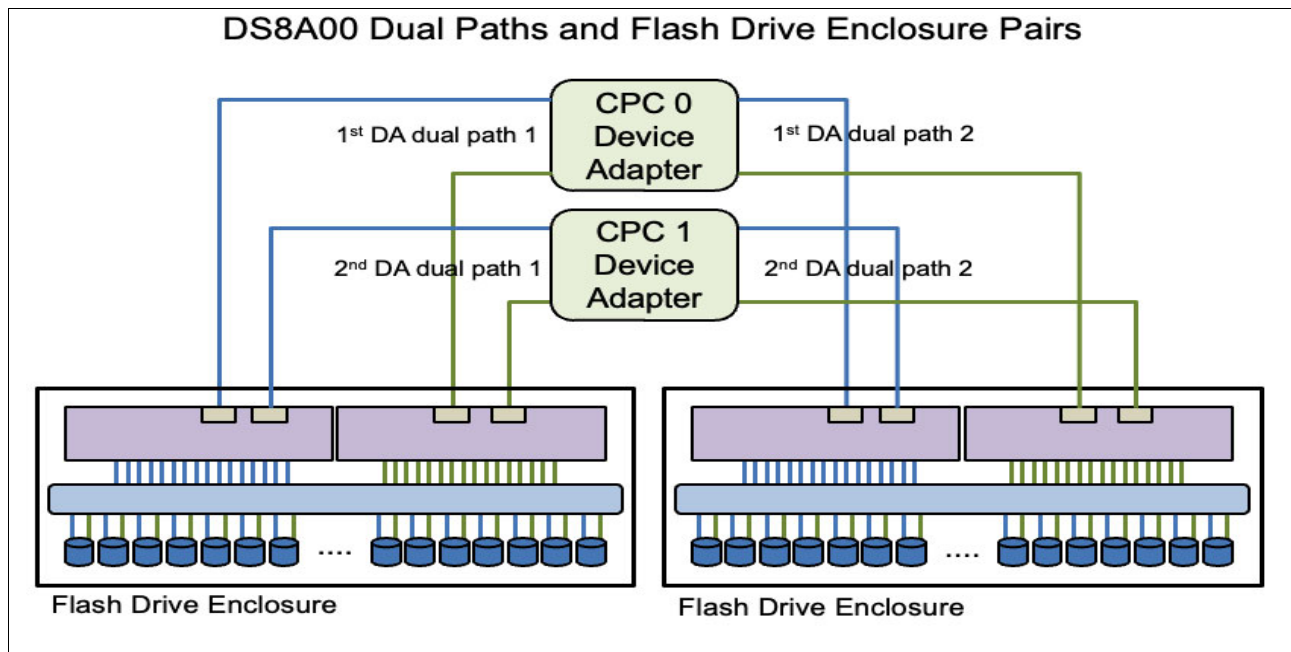 DS8A00 Dual Paths and Flash Drive Enclosure Pairs
CPC 0
Device
Adapter
1st DA dual path 1
1st DA dual path 2
CPC 1
Device
Adapter
2nd DA dual path 1
2nd DA dual path 2
....
....
Flash Drive Enclosure
Flash Drive Enclosure